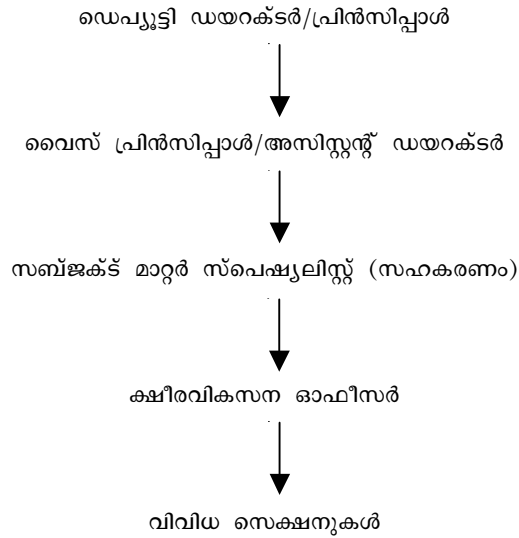 ഡെപ്യൂട്ടി ഡയറക്ടർ/പ്രിൻസിപ്പാൾ
വൈസ് പ്രിൻസിപ്പാൾ/അസിസ്റ്റന്റ് ഡയറക്ടർ
സബ്ജക്ട് മാറ്റർ സ്പെഷ്യലിസ്റ്റ് (സഹകരണം)
ക്ഷീരവികസന ഓഫീസർ
വിവിധ സെക്ഷനുകൾ